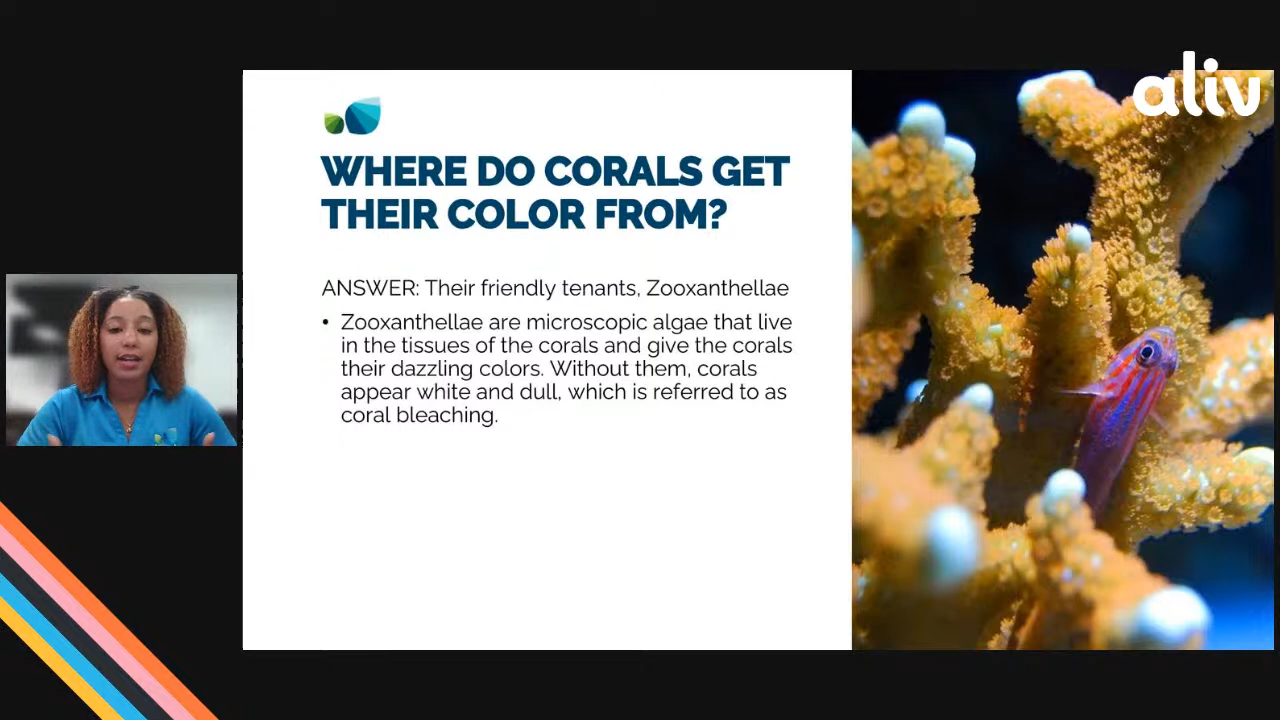 aliv
WHERE DO CORALS GET
THEIR COLOR FROM?
ANSWER: Their friendly tenants, Zooxanthellae
• Zooxanthellae are microscopic algae that live
in the tissues of the corals and give the corals
their dazzling colors. Without them, corals
appear white and dull, which is referred to as
coral bleaching.